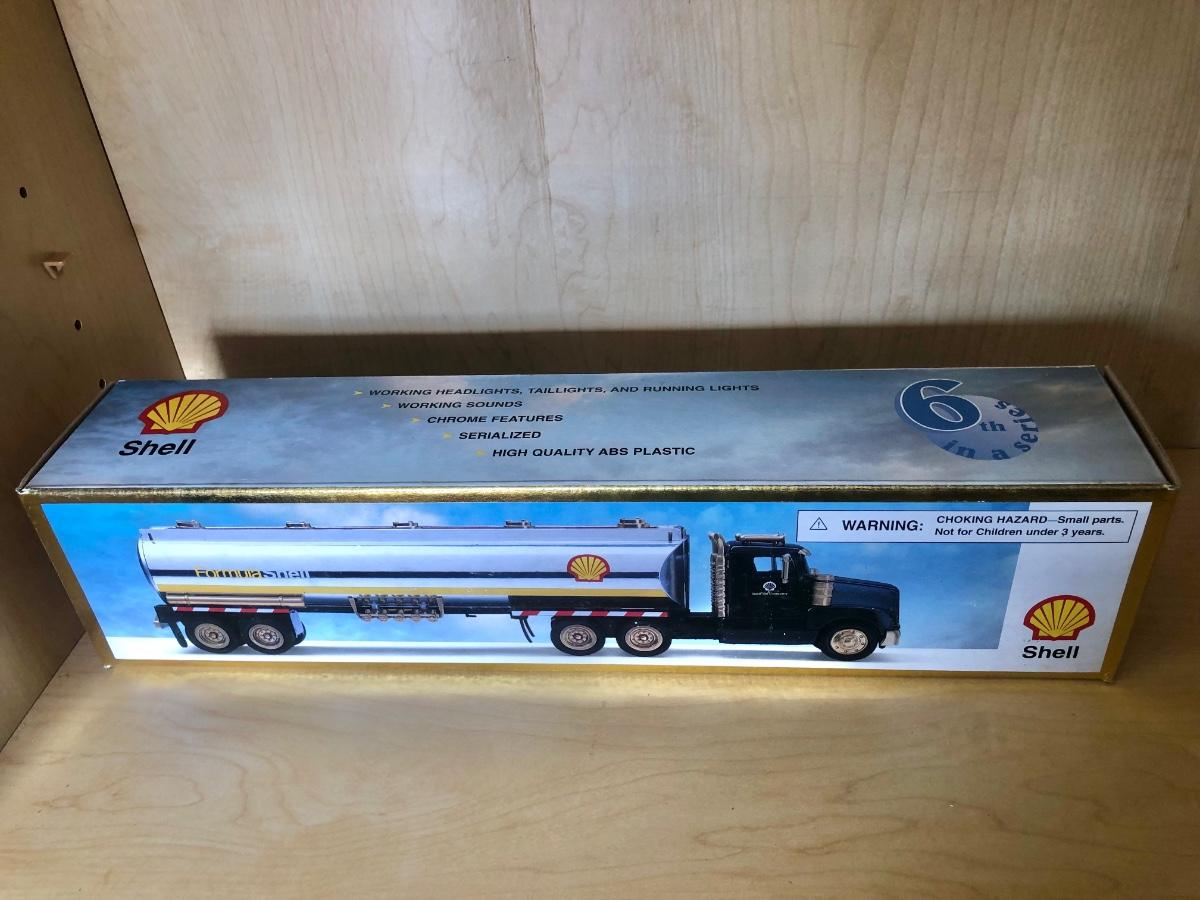 Shell
WORKING HEADLIGHTS, TAILLIGHTS, AND RUNNING LIGHTS
WORKING SOUNDS
CHROME FEATURES
SERIALIZED
HIGH QUALITY ABS PLASTIC
6th
in a series
WARNING: CHOKING HAZARD—Small parts.
Not for Children under 3 years.
FormulaShell
Shell